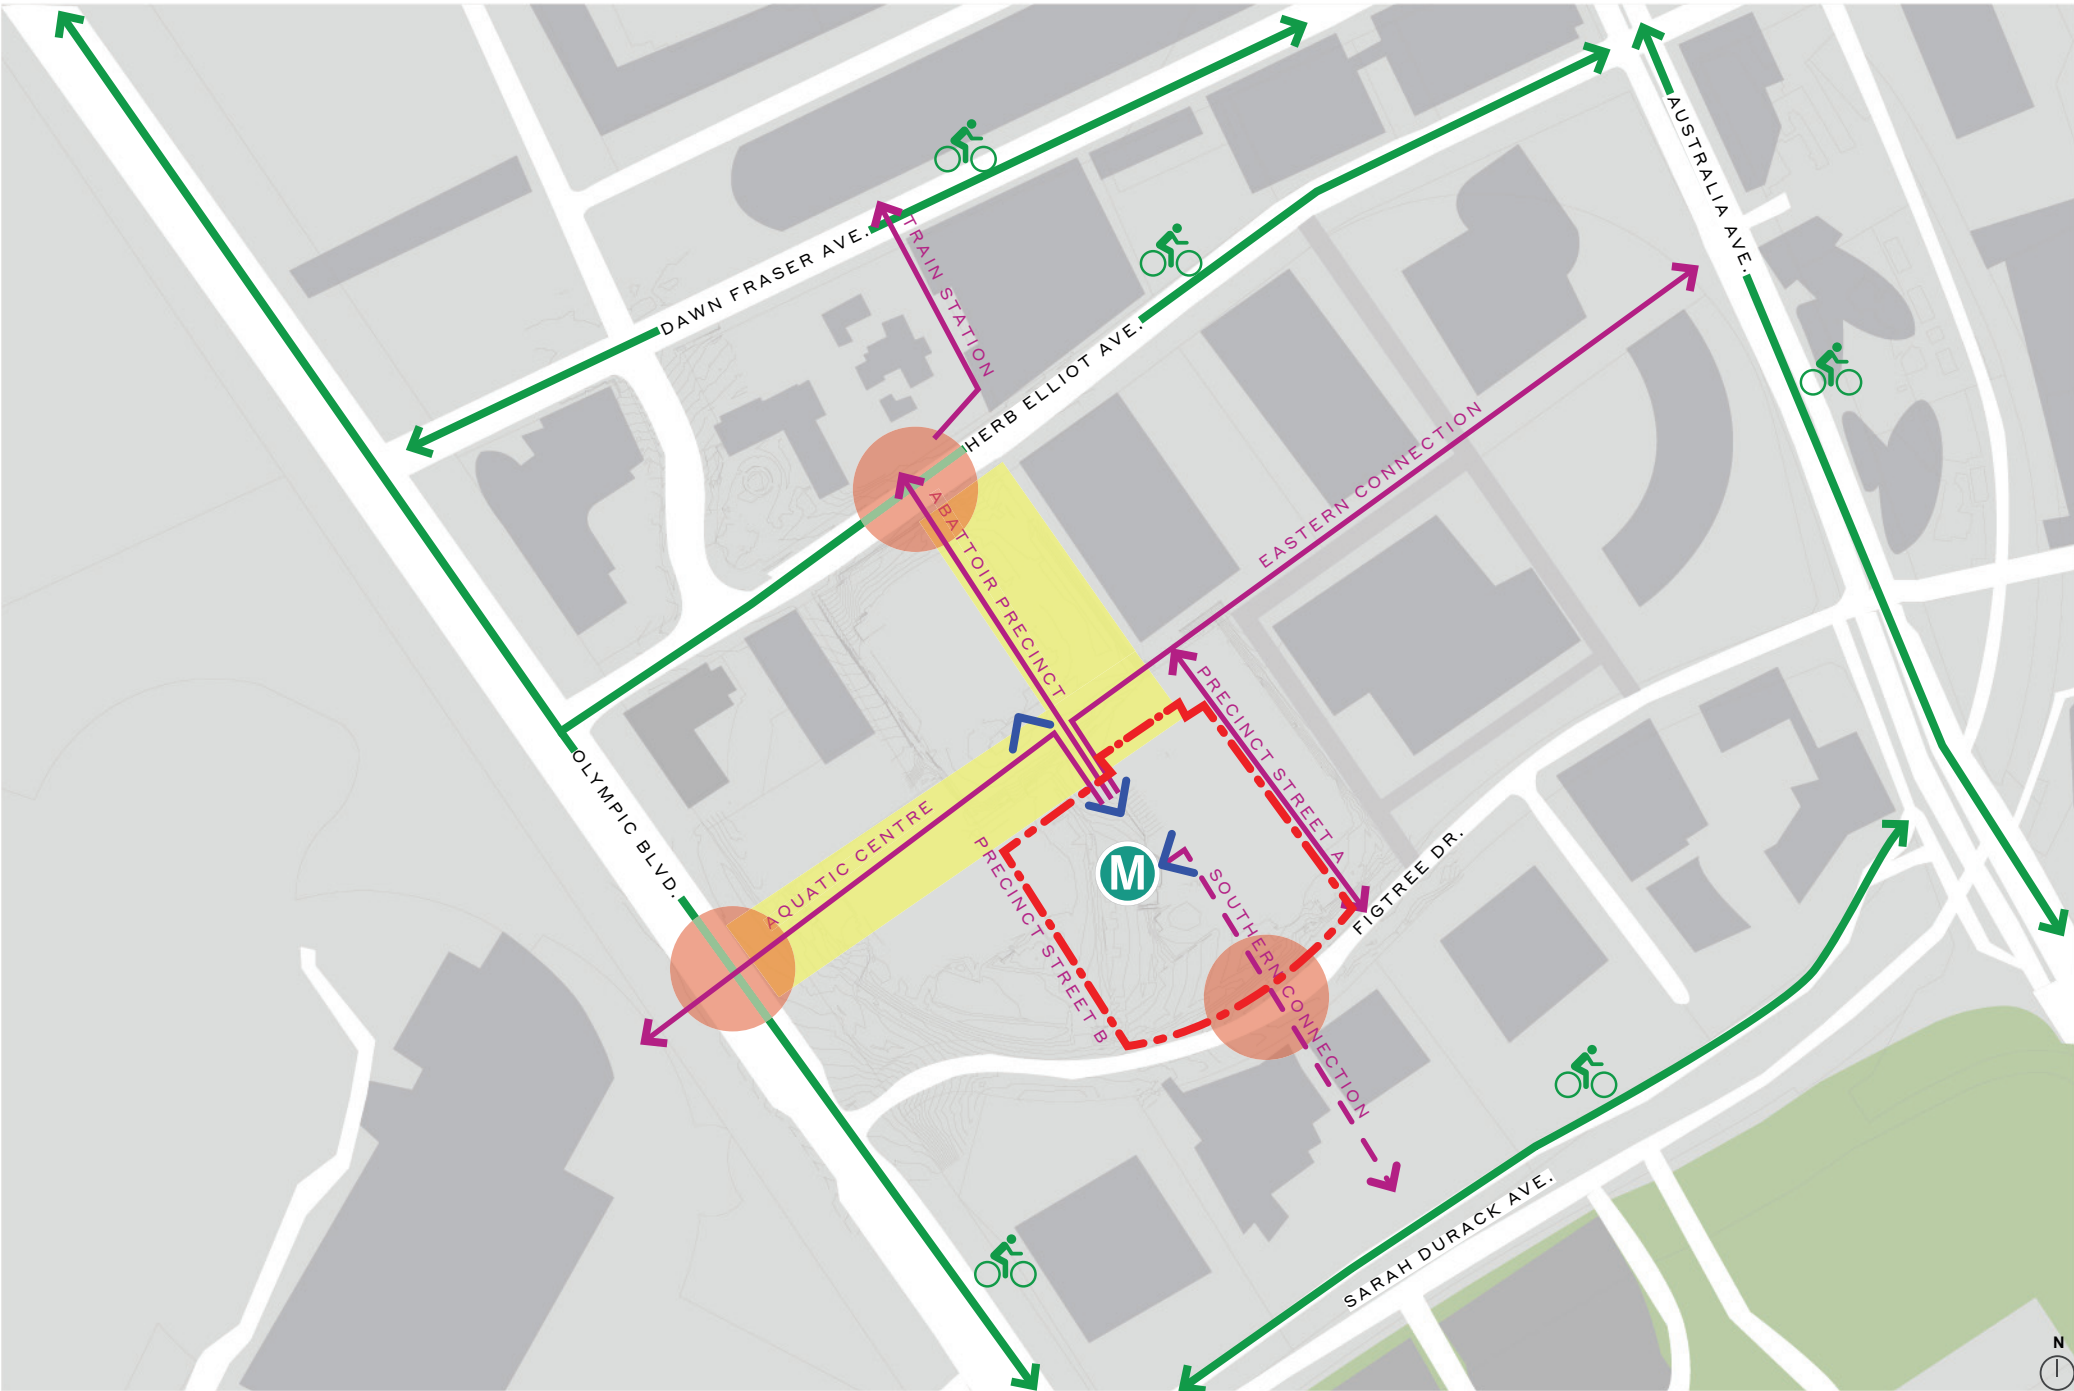 AUSTRALIA AVE.
DAWN FRASER AVE.
TRAIN STATION
HERB ELLIOT AVE.
EASTERN CONNECTION
ABATTOIR PRECINCT
PRECINCT STREET A
OLYMPIC BLVD.
AQUATIC CENTRE
PRECINCT STREET B
M
SOUTHERN CONNECTION
FIGTREE DR.
SARAH DURACK AVE.
N